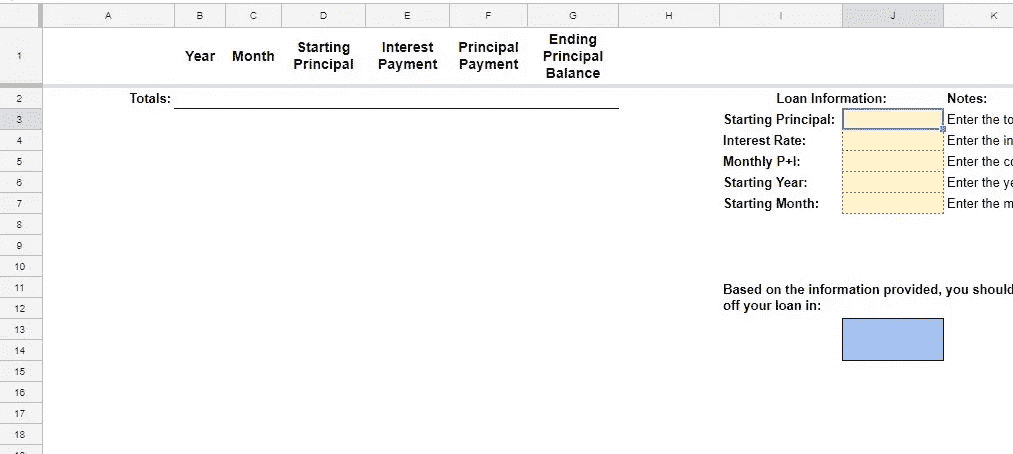 A B C D E F G H I J K
1 Year Month Starting Principal Interest Payment Principal Payment Ending Principal Balance
2 Totals: Loan Information: Notes:
3 Starting Principal: Enter the to
4 Interest Rate: Enter the in
5 Monthly P+I: Enter the co
6 Starting Year: Enter the ye
7 Starting Month: Enter the m
8
9
10
11 Based on the information provided, you should
12 off your loan in:
13
14
15
16
17
18